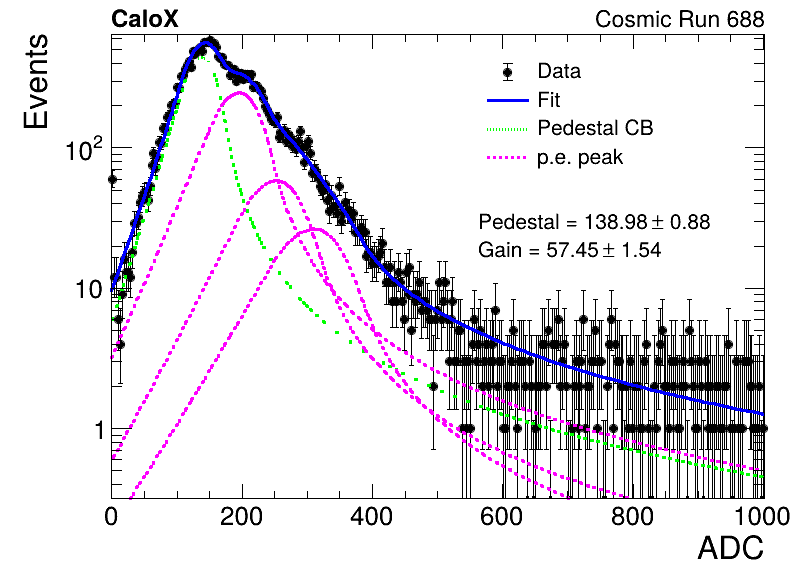 CaloX Cosmic Run 688
Events
Data
Fit
Pedestal CB
p.e. peak
Pedestal = 138.98 ± 0.88
Gain = 57.45 ± 1.54
10²
10
1
0 200 400 600 800 1000
ADC